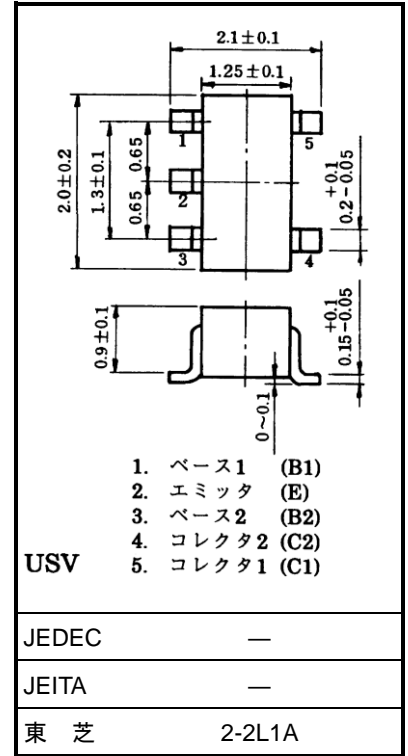 2.1±0.1
1.25±0.1
1
5
2
3
4
2.0±0.2
1.3±0.1
0.65
0.65
+0.1
0.2-0.05
0.9±0.1
+0.1
0.15-0.05
0~0.1
1. ベース1 (B1)
2. エミッタ (E)
3. ベース2 (B2)
4. コレクタ2 (C2)
USV 5. コレクタ1 (C1)
JEDEC ―
JEITA ―
東 芝 2-2L1A